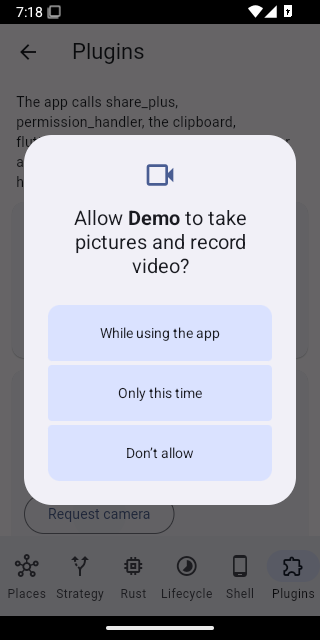 7:18
Plugins
The app calls share_plus,
permission_handler, the clipboard,
Allow Demo to take
pictures and record
video?
While using the app
Only this time
Don't allow
Request camera
Places Strategy Rust Lifecycle Shell Plugins